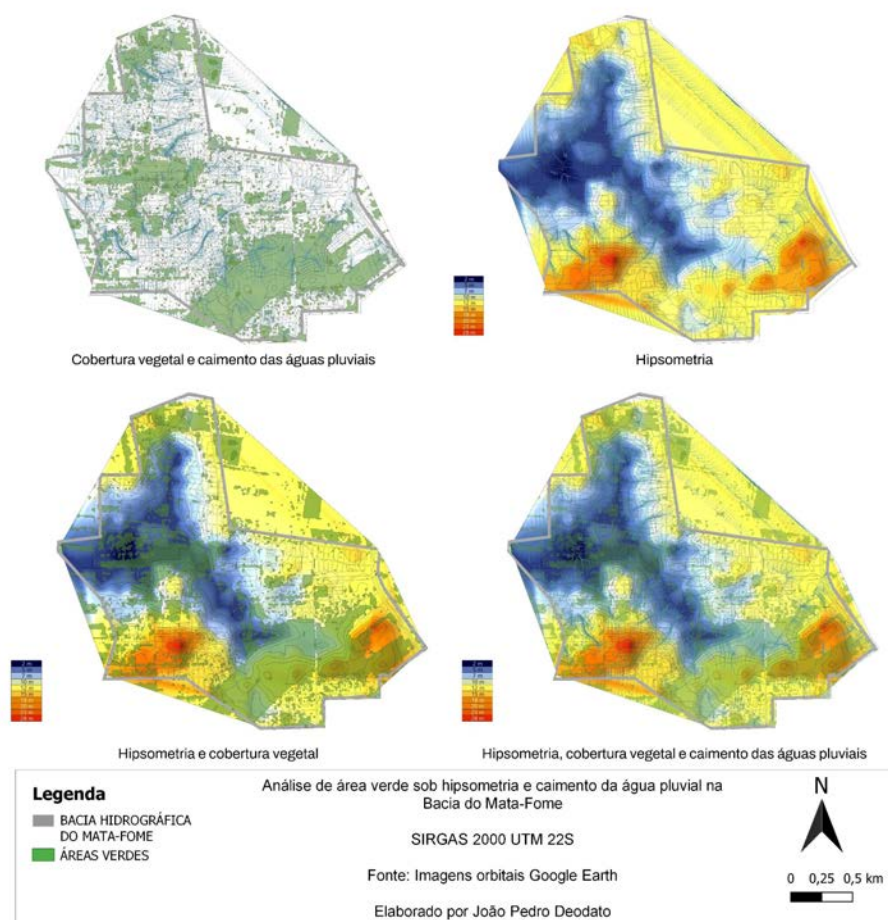 Cobertura vegetal e caimento das águas pluviais
Hipsometria
Hipsometria e cobertura vegetal
Hipsometria, cobertura vegetal e caimento das águas pluviais
Legenda
BACIA HIDROGRÁFICA
DO MATA-FOME
ÁREAS VERDES
Análise de área verde sob hipsometria e caimento da água pluvial na
Bacia do Mata-Fome
SIRGAS 2000 UTM 22S
Fonte: Imagens orbitais Google Earth
Elaborado por João Pedro Deodato
N
0 0,25 0,5 km